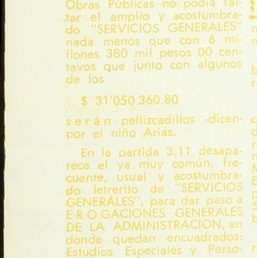 Obras Públicas no podía fal-
tar el amplio y acostumbra-
do "SERVICIOS GENERALES"
nada menos que con 6 mi-
llones 380 mil pesos 00 cen-
tavos que junto con algunos
de los
$ 31'050.360.80
serán pellizcadillos -dicen-
por el niño Arias.
En la partida 3.11 desapa-
rece el ya muy común, fre-
cuente, usual y acostumbra-
do letrerito de "SERVICIOS
GENERALES", para dar paso a
EROGACIONES GENERALES
DE LA ADMINISTRACION, en
donde quedan encuadrados:
Estudios Especiales y Perso-